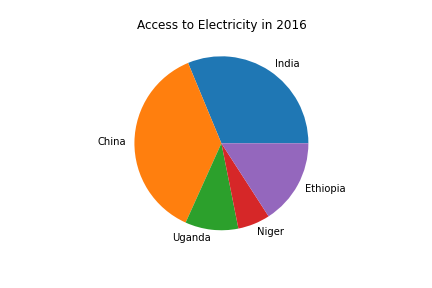 Access to Electricity in 2016
India
China
Ethiopia
Niger
Uganda